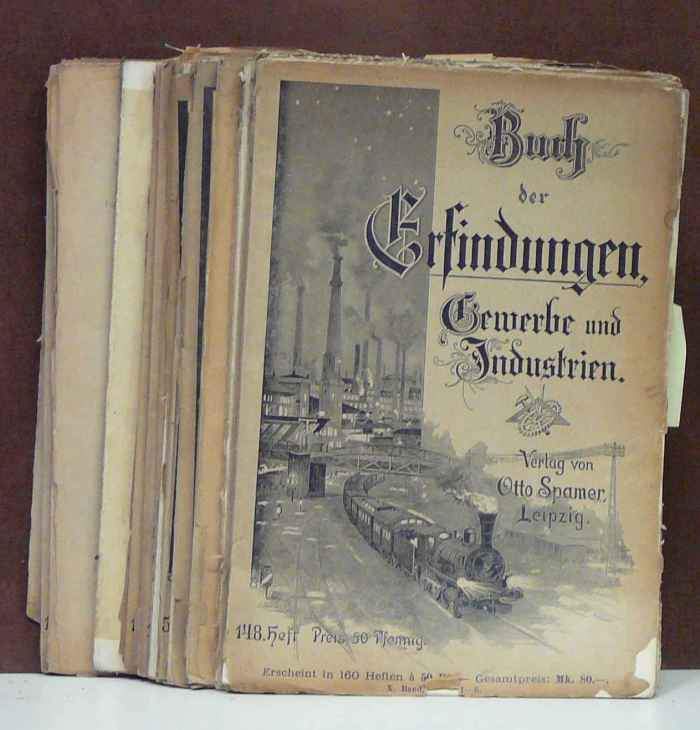 Buch
der
Erfindungen,
Gewerbe und
Industrien.
Verlag von
Otto Spamer,
Leipzig.
148. Heft Preis 50 Pfennig.
Erscheint in 160 Heften à 50 — Gesamtpreis: Mk. 80.—.
X. Band,